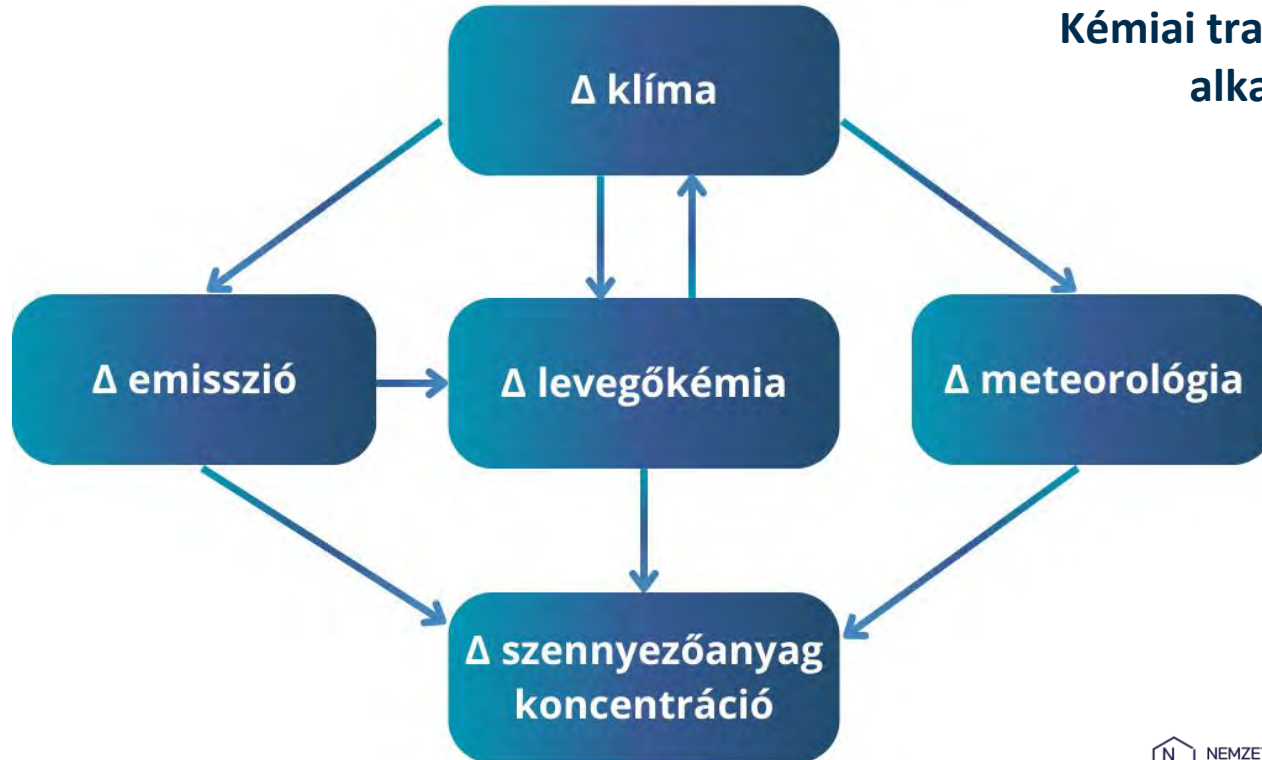 Kémiai tra
alka
Δ klíma
Δ emisszió
Δ levegőkémia
Δ meteorológia
Δ szennyezőanyag
koncentráció
N NEMZE